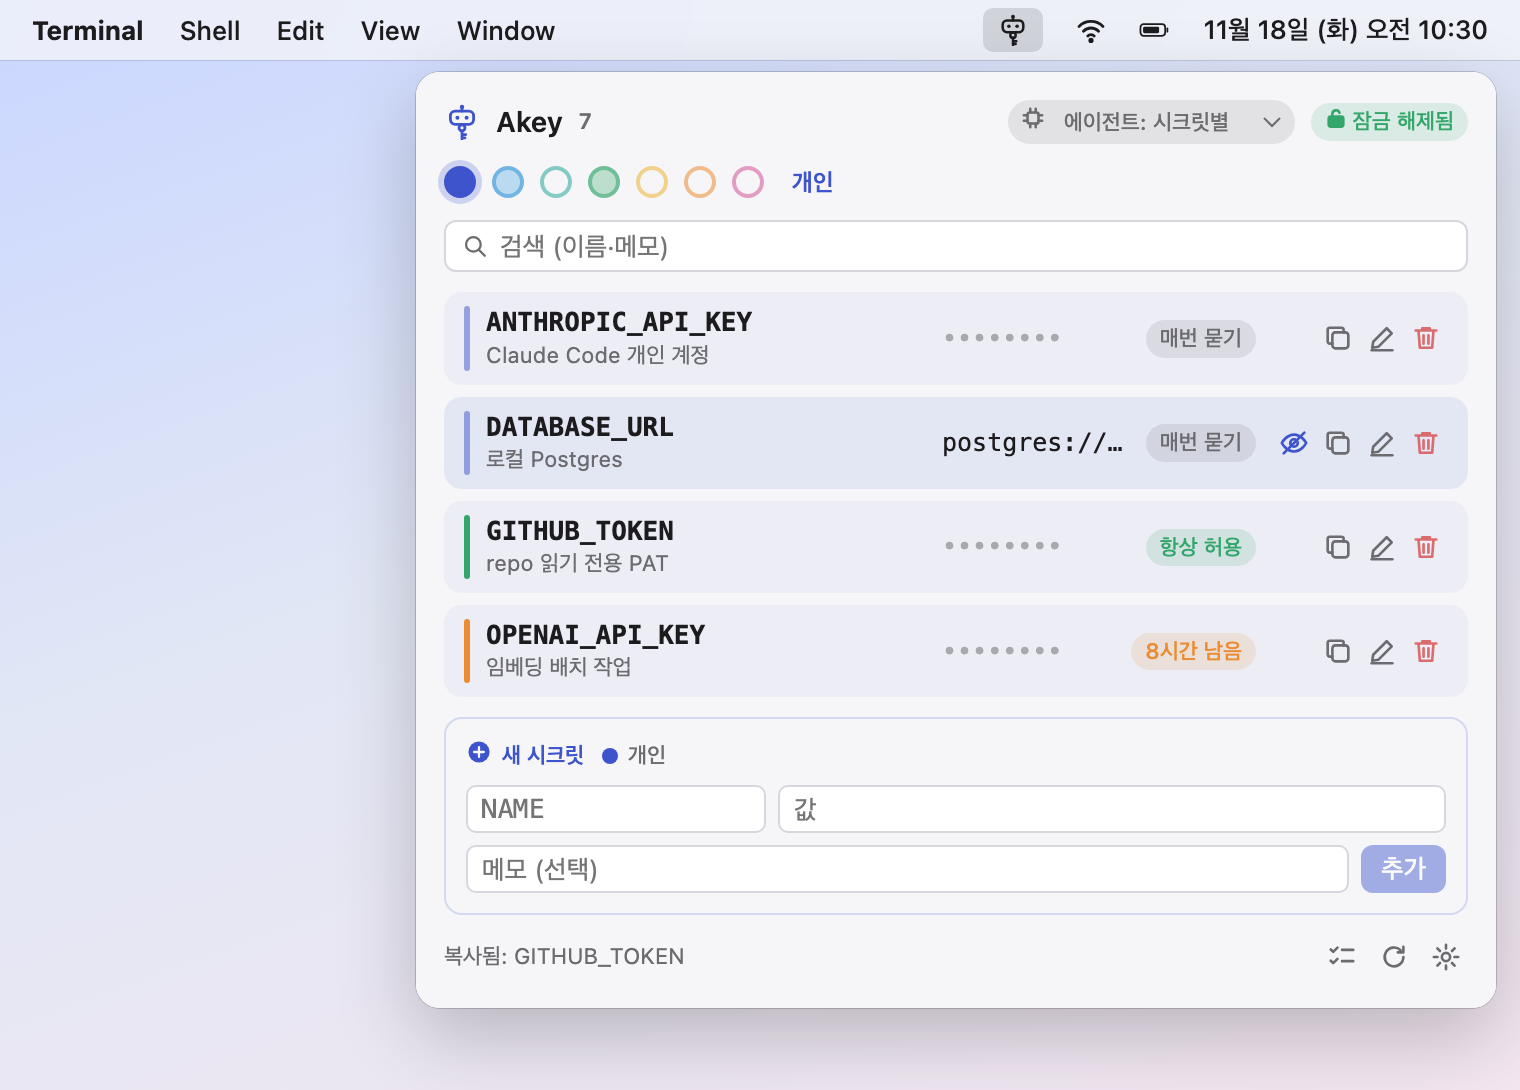 Terminal Shell Edit View Window 11월 18일 (화) 오전 10:30
Akey 7 에이전트: 시크릿별 잠금 해제됨
개인
검색 (이름·메모)
ANTHROPIC_API_KEY
Claude Code 개인 계정
매번 묻기
DATABASE_URL
로컬 Postgres
postgres://… 매번 묻기
GITHUB_TOKEN
repo 읽기 전용 PAT
항상 허용
OPENAI_API_KEY
임베딩 배치 작업
8시간 남음
새 시크릿 개인
NAME 값
메모 (선택) 추가
복사됨: GITHUB_TOKEN